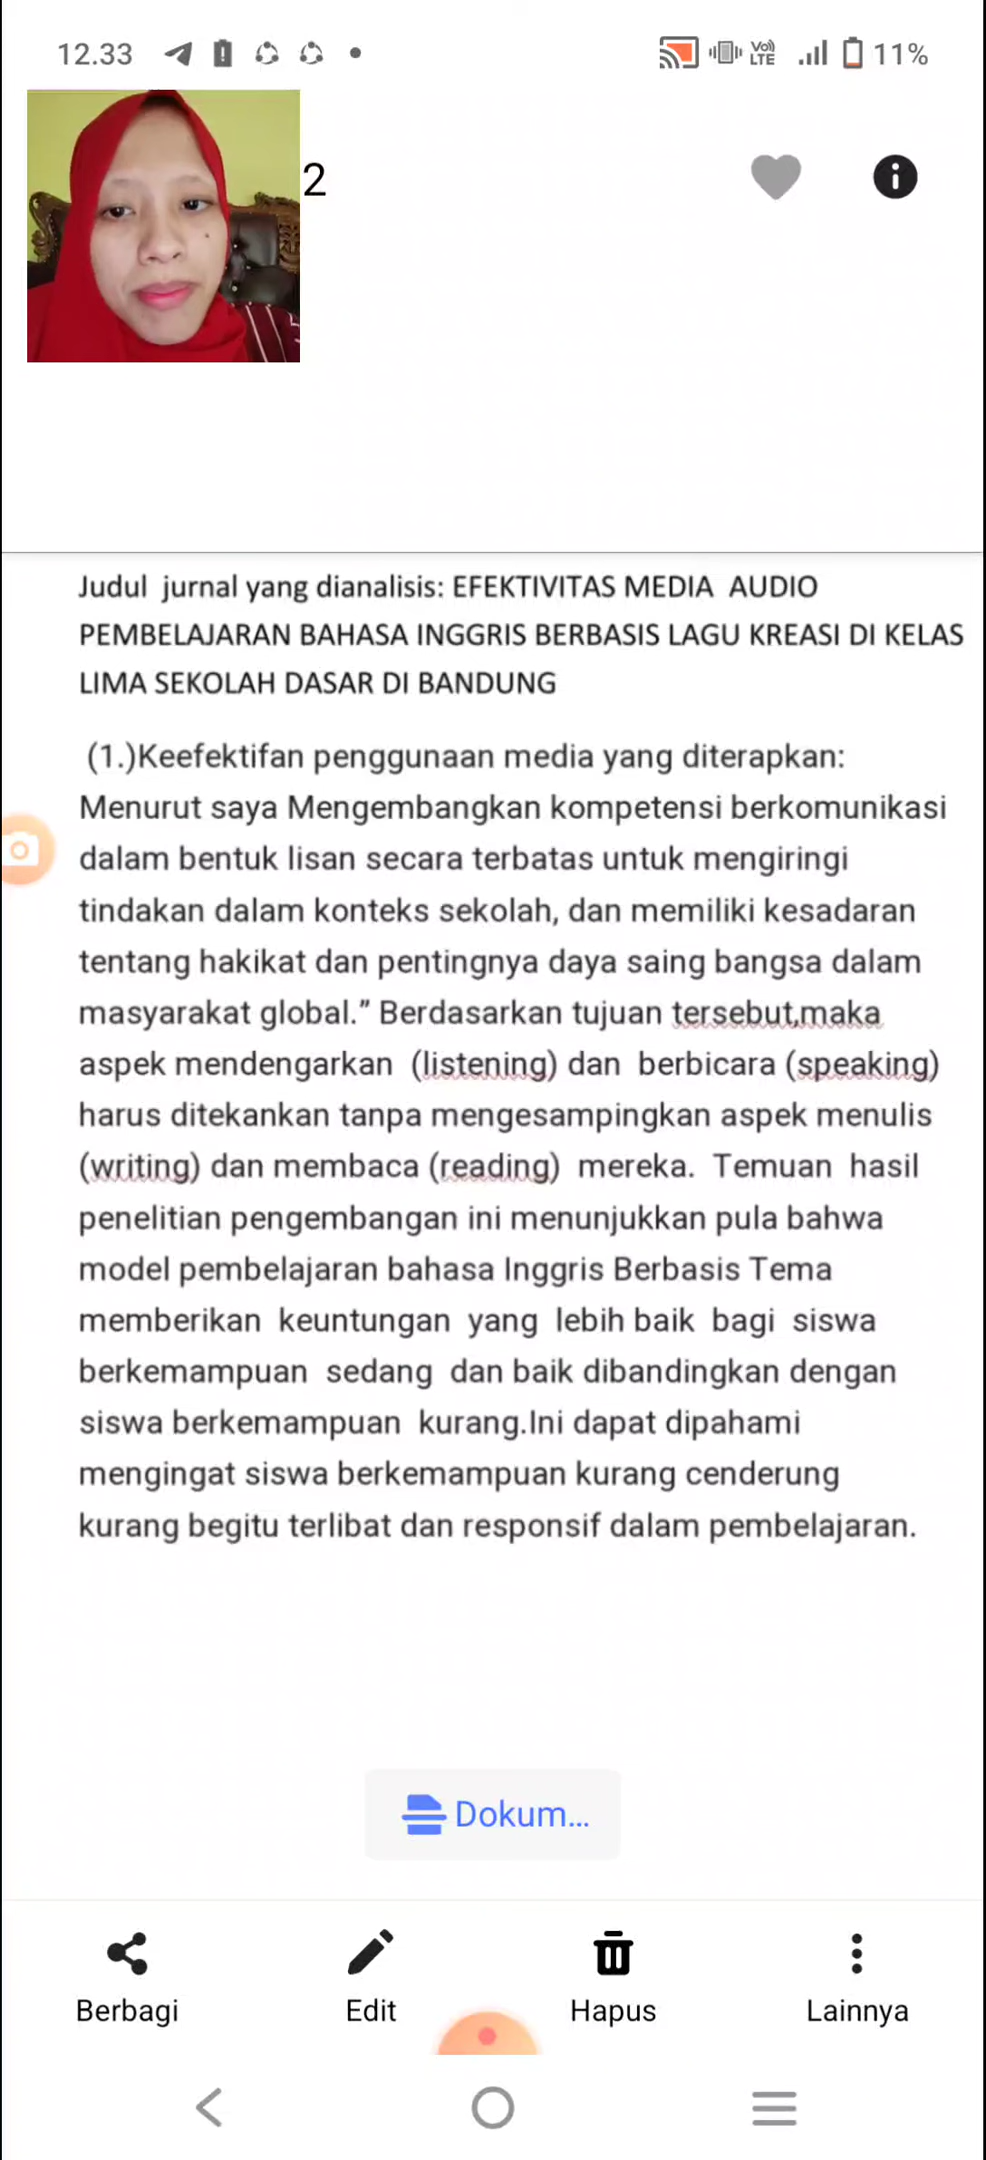 12.33 Vo) LTE 11%
2
Judul jurnal yang dianalisis: EFEKTIVITAS MEDIA AUDIO
PEMBELAJARAN BAHASA INGGRIS BERBASIS LAGU KREASI DI KELAS
LIMA SEKOLAH DASAR DI BANDUNG
(1.)Keefektifan penggunaan media yang diterapkan:
Menurut saya Mengembangkan kompetensi berkomunikasi
dalam bentuk lisan secara terbatas untuk mengiringi
tindakan dalam konteks sekolah, dan memiliki kesadaran
tentang hakikat dan pentingnya daya saing bangsa dalam
masyarakat global.” Berdasarkan tujuan tersebut,maka
aspek mendengarkan (listening) dan berbicara (speaking)
harus ditekankan tanpa mengesampingkan aspek menulis
(writing) dan membaca (reading) mereka. Temuan hasil
penelitian pengembangan ini menunjukkan pula bahwa
model pembelajaran bahasa Inggris Berbasis Tema
memberikan keuntungan yang lebih baik bagi siswa
berkemampuan sedang dan baik dibandingkan dengan
siswa berkemampuan kurang.Ini dapat dipahami
mengingat siswa berkemampuan kurang cenderung
kurang begitu terlibat dan responsif dalam pembelajaran.
Dokum...
Berbagi Edit Hapus Lainnya